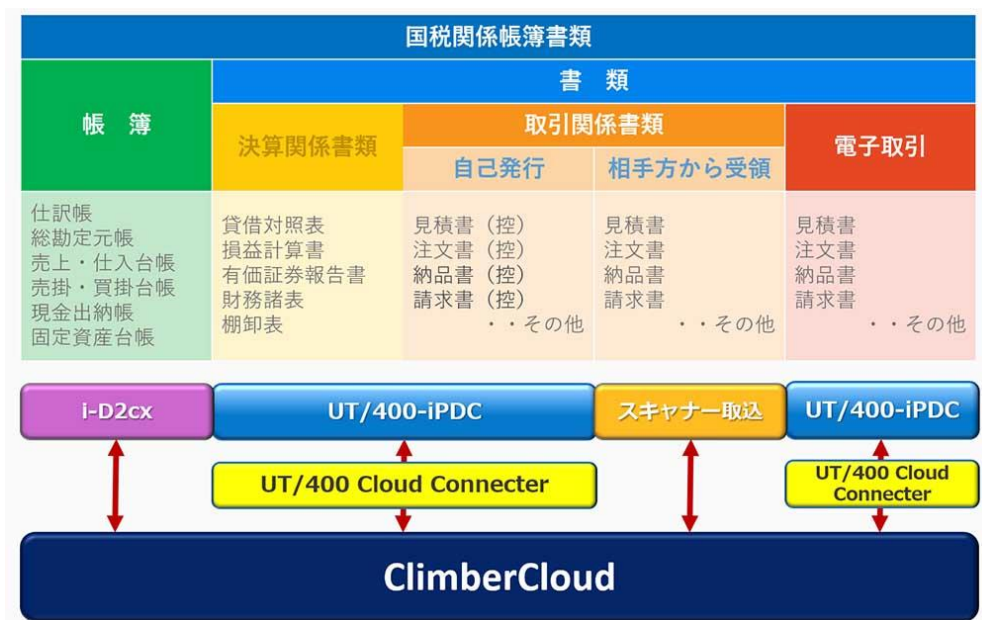 国税関係帳簿書類
帳　簿
書　類
決算関係書類
取引関係書類
電子取引
自己発行
相手方から受領
仕訳帳
総勘定元帳
売上・仕入台帳
売掛・買掛台帳
現金出納帳
固定資産台帳
貸借対照表
損益計算書
有価証券報告書
財務諸表
棚卸表
見積書（控）
注文書（控）
納品書（控）
請求書（控）
・・その他
見積書
注文書
納品書
請求書
・・その他
見積書
注文書
納品書
請求書
・・その他
i-D2cx
UT/400-iPDC
スキャナー取込
UT/400-iPDC
UT/400 Cloud Connecter
UT/400 Cloud
Connecter
ClimberCloud